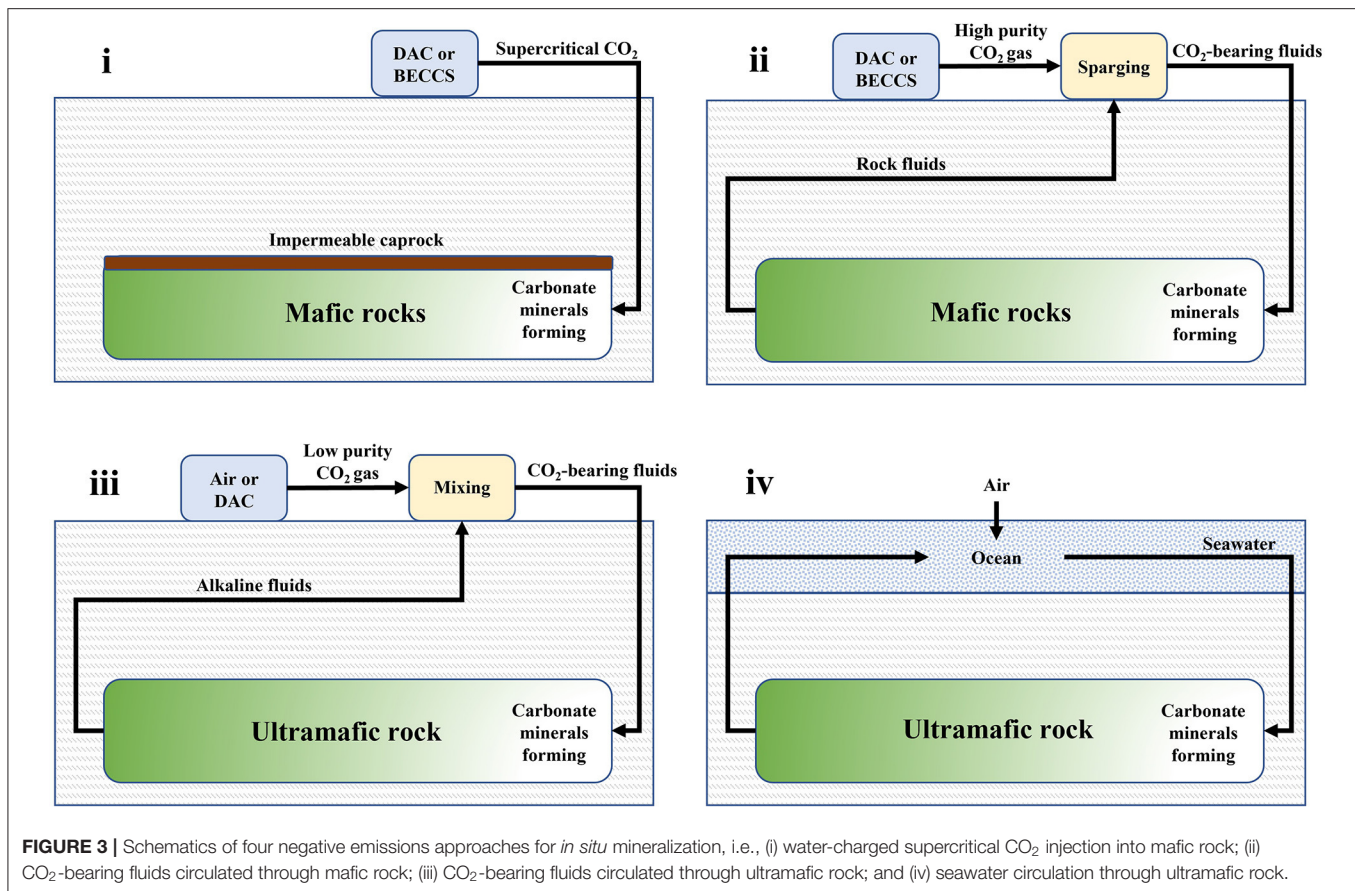 i
DAC or
BECCS
Supercritical CO₂
Impermeable caprock
Mafic rocks
Carbonate
minerals
forming
ii
DAC or
BECCS
High purity
CO₂ gas
Sparging
CO₂-bearing fluids
Rock fluids
Mafic rocks
Carbonate
minerals
forming
iii
Air or
DAC
Low purity
CO₂ gas
Mixing
CO₂-bearing fluids
Alkaline fluids
Ultramafic rock
Carbonate
minerals
forming
iv
Air
Ocean
Seawater
Ultramafic rock
Carbonate
minerals
forming
FIGURE 3 | Schematics of four negative emissions approaches for in situ mineralization, i.e., (i) water-charged supercritical CO₂ injection into mafic rock; (ii)
CO₂-bearing fluids circulated through mafic rock; (iii) CO₂-bearing fluids circulated through ultramafic rock; and (iv) seawater circulation through ultramafic rock.